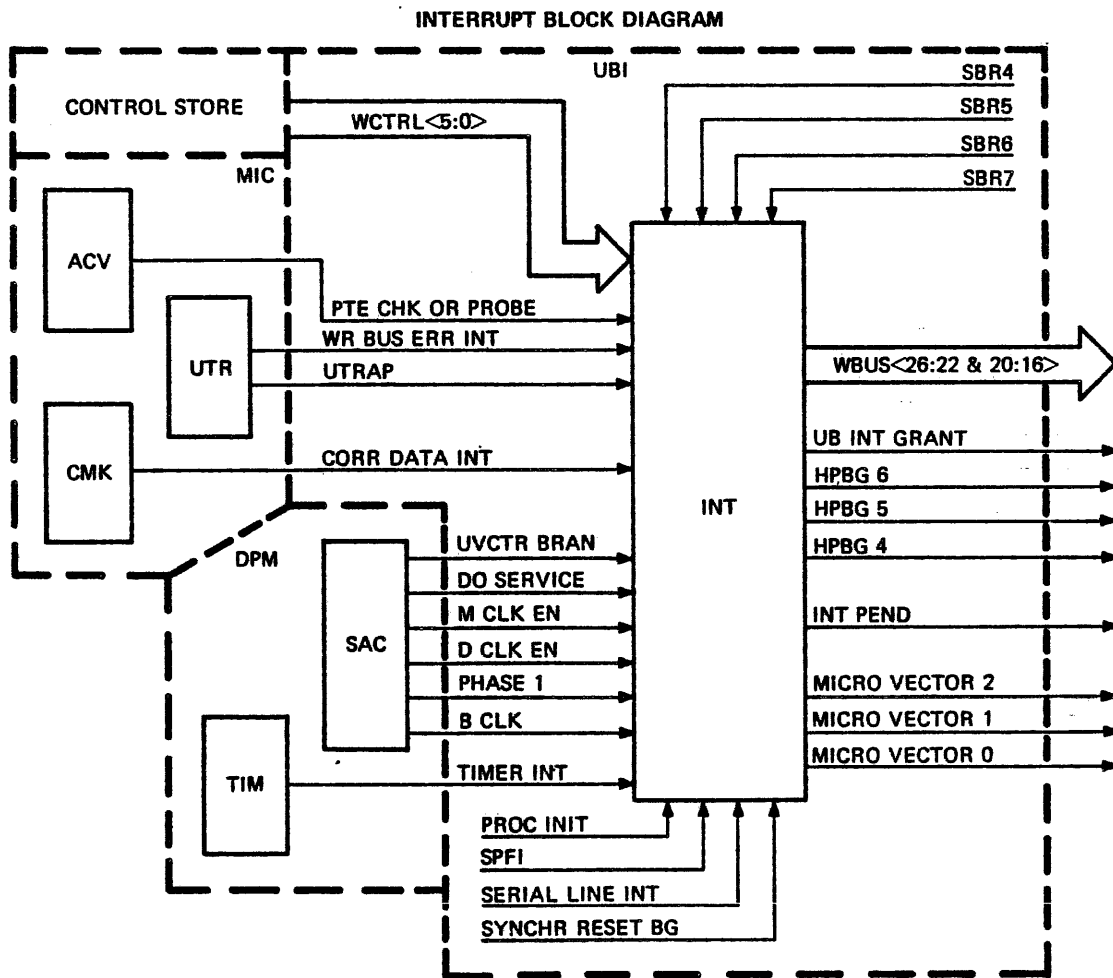 INTERRUPT BLOCK DIAGRAM
UBI
SBR4
CONTROL STORE
SBR5
WCTRL<5:0>
SBR6
MIC
SBR7
ACV
PTE CHK OR PROBE
WR BUS ERR INT
UTR
WBUS<26:22 & 20:16>
UTRAP
UB INT GRANT
CMK
CORR DATA INT
HPBG 6
INT
HPBG 5
HPBG 4
DPM
UVCTR BRAN
DO SERVICE
INT PEND
M CLK EN
SAC
D CLK EN
PHASE 1
MICRO VECTOR 2
B CLK
MICRO VECTOR 1
MICRO VECTOR 0
TIM
TIMER INT
PROC INIT
SPFI
SERIAL LINE INT
SYNCHR RESET BG